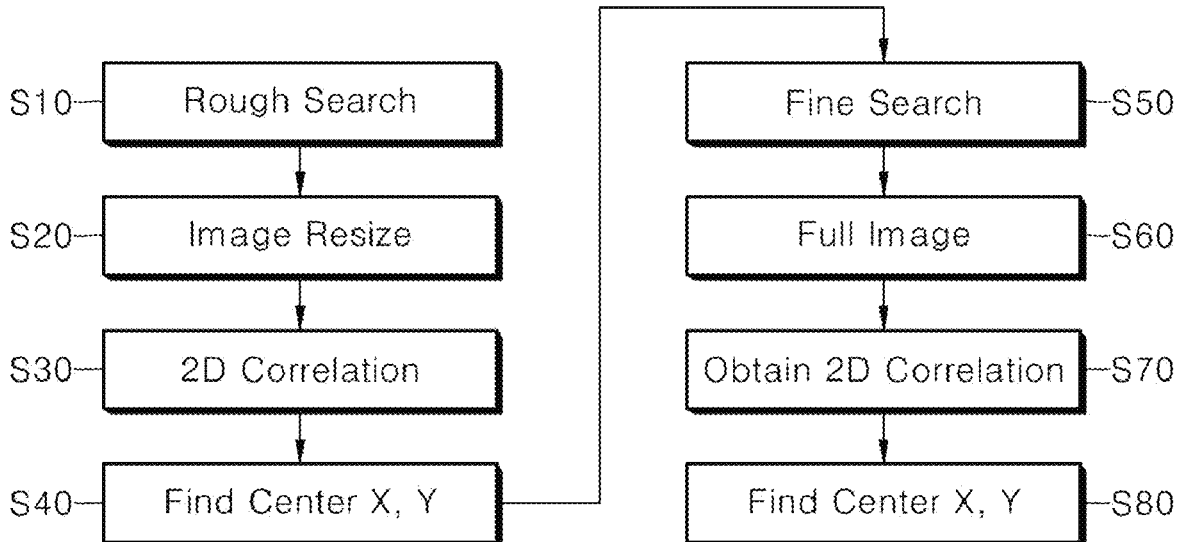 S10 Rough Search
S20 Image Resize
S30 2D Correlation
S40 Find Center X, Y
Fine Search S50
Full Image S60
Obtain 2D Correlation S70
Find Center X, Y S80